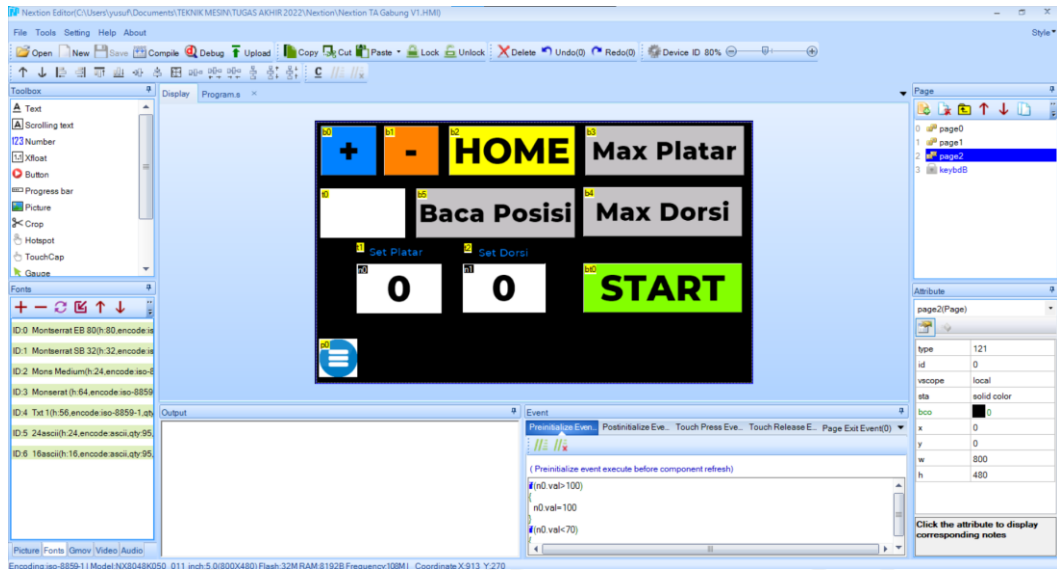 Nextion Editor(C:\Users\yusuf\Documents\TEKNIK MESIN\TUGAS AKHIR 2022\Nextion\Nextion TA Gabung V1.HMI)
File Tools Setting Help About
Style
Open New Save Compile Debug Upload Copy Cut Paste Lock Unlock Delete Undo(0) Redo(0) Device ID 80%
Toolbox
Text
Scrolling text
Number
Xfloat
Button
Progress bar
Picture
Crop
Hotspot
TouchCap
Gauge
Fonts
ID:0 Montserrat EB 80(h:80,encode:is
ID:1 Montserrat SB 32(h:32,encode:is
ID:2 Mons Medium(h:24,encode:iso-8
ID:3 Monserat (h:64,encode:iso-8859
ID:4 Txt 1(h:56,encode:iso-8859-1,qty
ID:5 24ascii(h:24,encode:ascii,qty:95,
ID:6 16ascii(h:16,encode:ascii,qty:95,
Picture Fonts Gmov Video Audio
Display Program.s
b0 + b1 - b2 HOME b3 Max Platar
t0 b5 Baca Posisi b4 Max Dorsi
t1 Set Platar t2 Set Dorsi
n0 0 n1 0 bt0 START
p0
Output
Event
Preinitialize Even... Postinitialize Eve... Touch Press Eve... Touch Release E... Page Exit Event(0)
( Preinitialize event execute before component refresh)
if(n0.val>100)
{
n0.val=100
}
if(n0.val<70)
{
Page
0 page0
1 page1
2 page2
3 keybdB
Attribute
page2(Page)
type 121
id 0
vscope local
sta solid color
bco 0
x 0
y 0
w 800
h 480
Click the attribute to display
corresponding notes
Encoding:iso-8859-1 | Model:NX8048K050_011 inch:5.0(800X480) Flash:32M RAM:8192B Frequency:108M | Coordinate X:913 Y:270